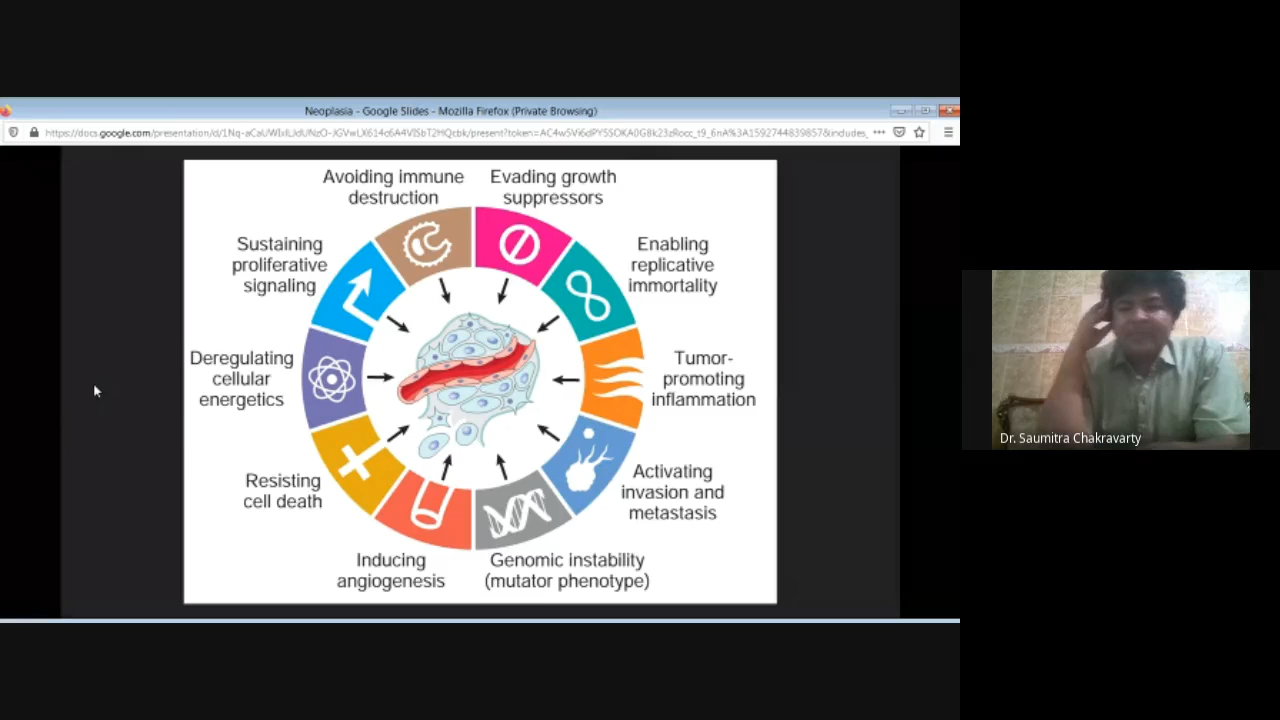 Neoplasia - Google Slides - Mozilla Firefox (Private Browsing)
Avoiding immune
destruction
Evading growth
suppressors
Sustaining
proliferative
signaling
Enabling
replicative
immortality
Deregulating
cellular
energetics
Tumor-
promoting
inflammation
Resisting
cell death
Activating
invasion and
metastasis
Inducing
angiogenesis
Genomic instability
(mutator phenotype)
Dr. Saumitra Chakravarty